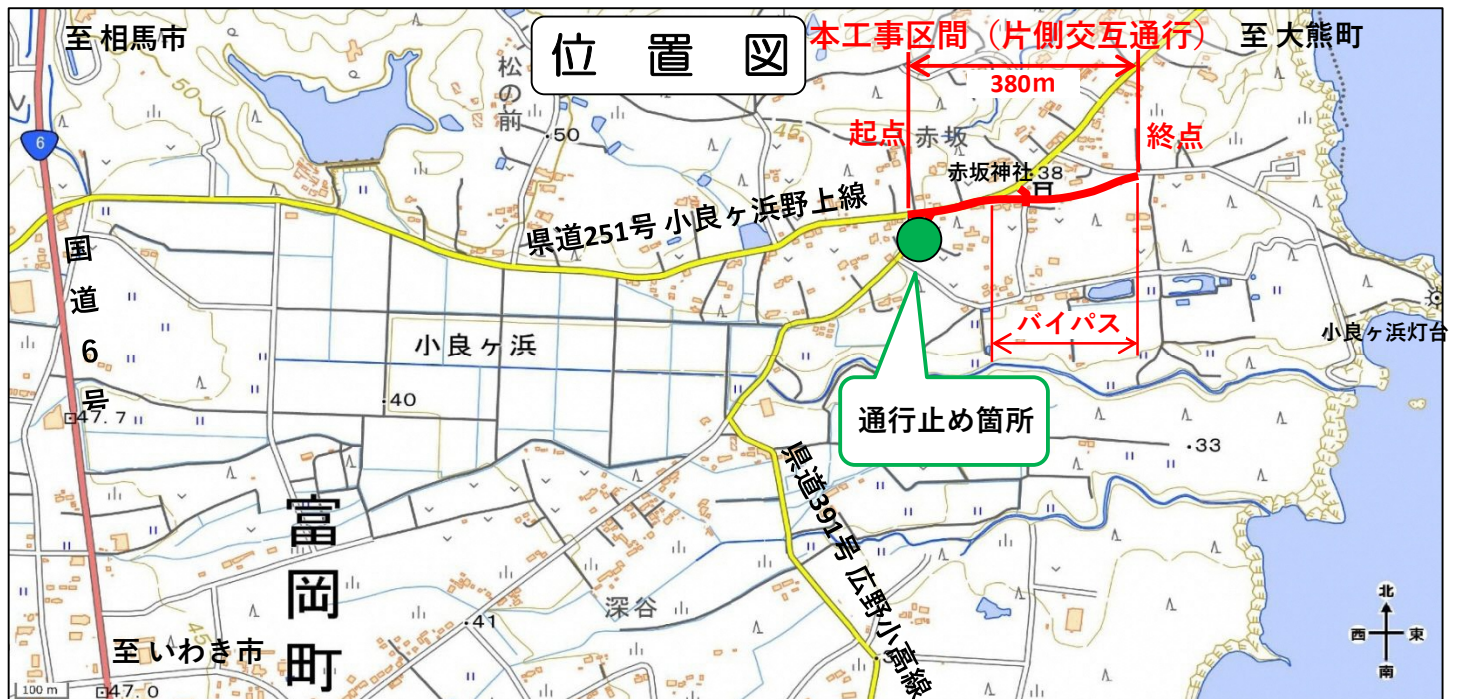 至 相馬市
位 置 図
本工事区間（片側交互通行）
至 大熊町
380m
松の前
50
50
45
起点
赤坂
終点
6
赤坂神社
38
県道251号 小良ヶ浜野上線
国道6号
バイパス
小良ヶ浜
小良ヶ浜灯台
40
47.7
通行止め箇所
33
県道391号 広野小高線
富岡町
深谷
41
45
至 いわき市
北
西
東
南
100 m
47.0